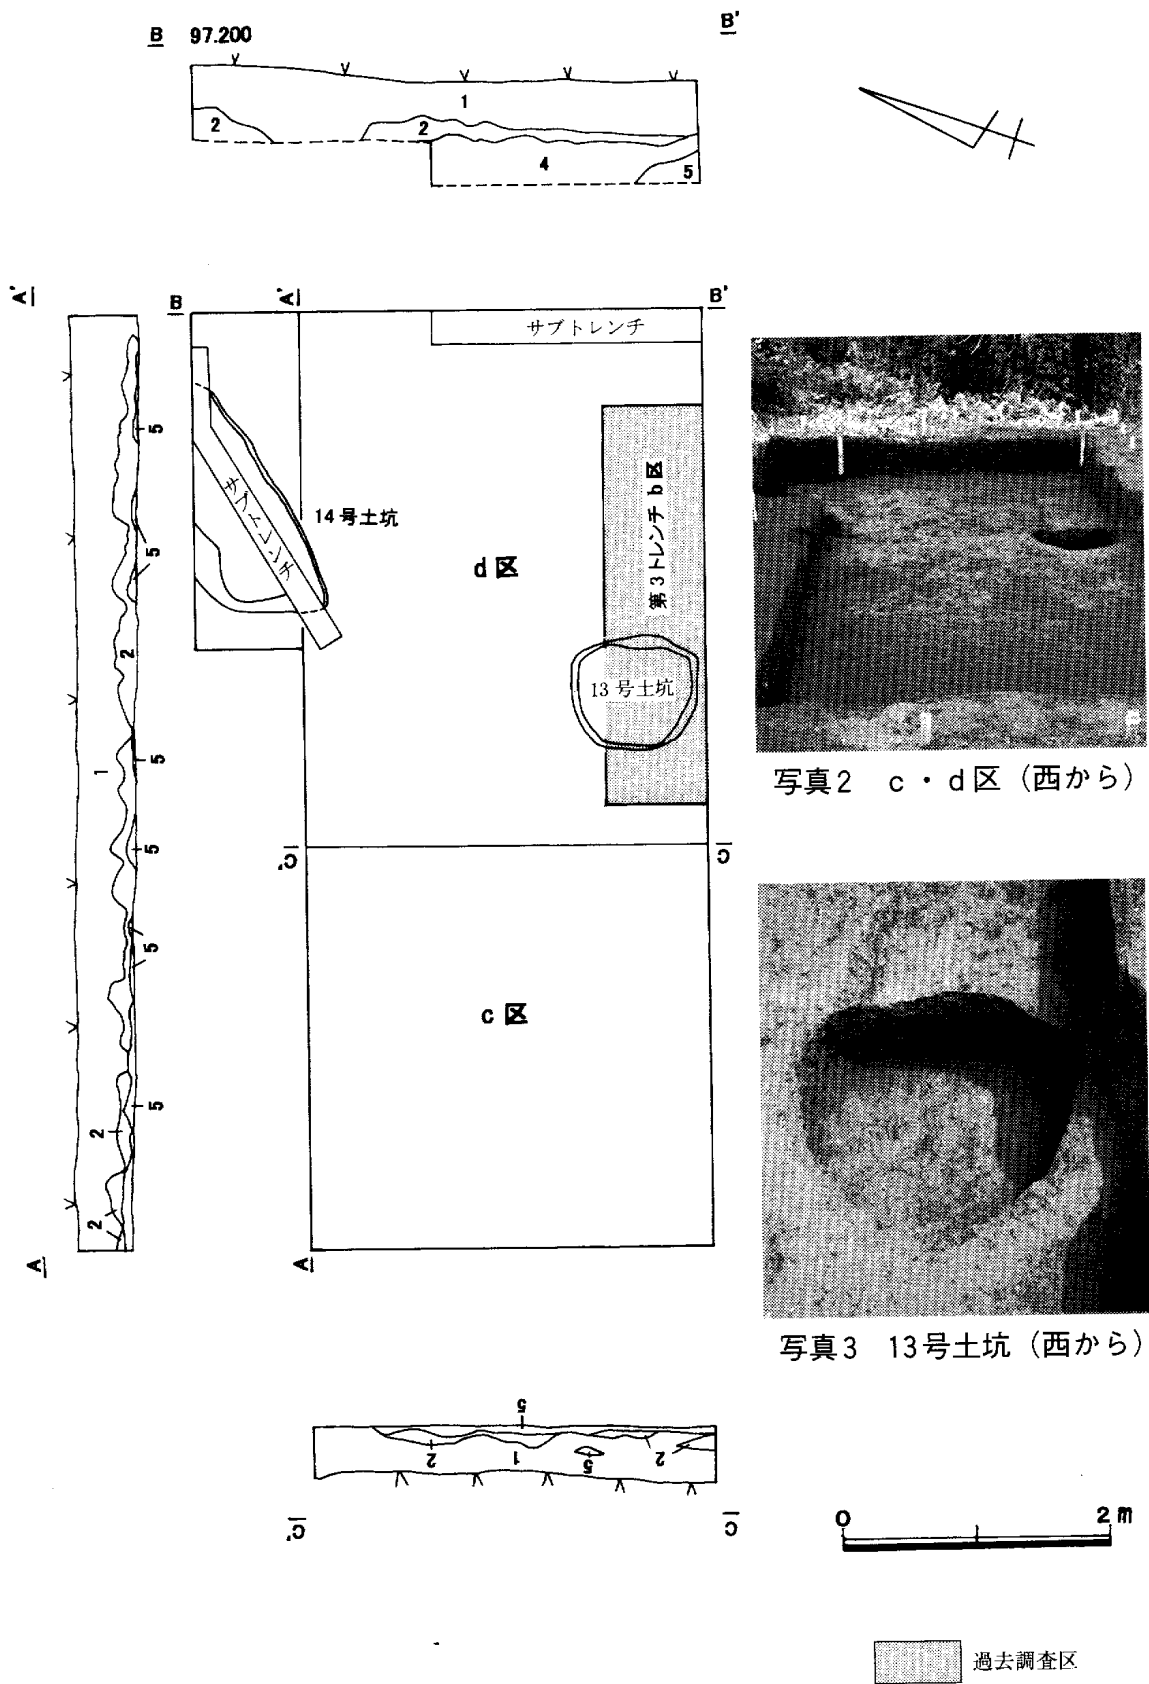 B 97.200 B'
1
2 2
4 5
A'
B A' B'
サブトレンチ
5
14号土坑
サブトレンチ
d区
第3トレンチb区
5
2
13号土坑
1
5
写真2 c・d区(西から)
C' C
5
5
c区
5
2
2
A A
写真3 13号土坑(西から)
5
2 1 5 2
C' C
0 2m
過去調査区